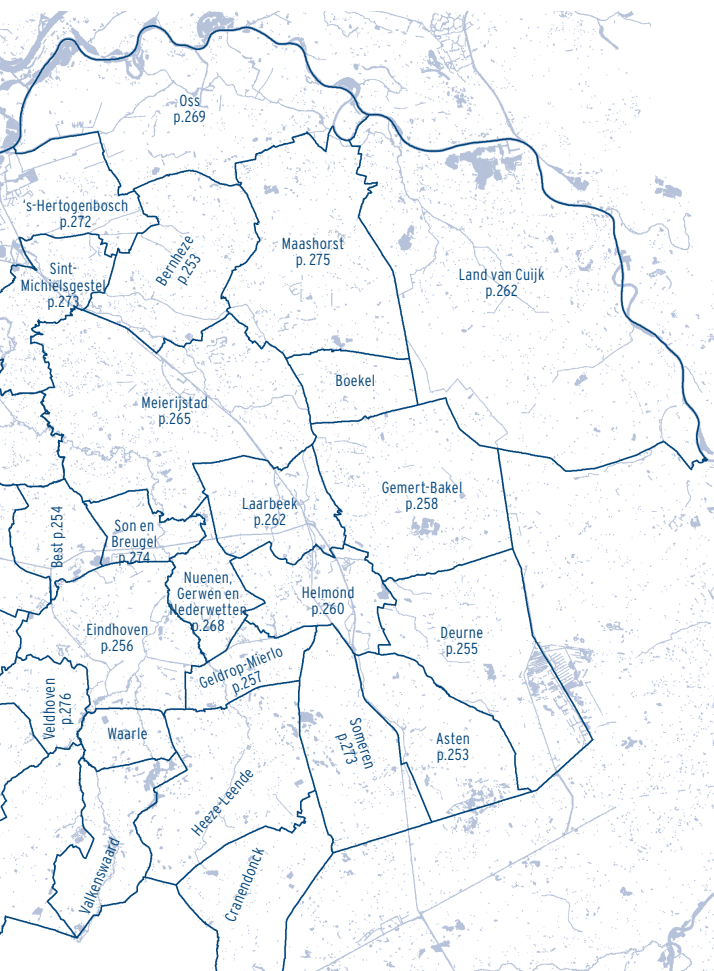 Oss
p.269
's-Hertogenbosch
p.272
Bernheze
p.253
Maashorst
p. 275
Sint-
Michielsgestel
p.273
Land van Cuijk
p.262
Boekel
Meierijstad
p.265
Gemert-Bakel
p.258
Laarbeek
p.262
Best p.254
Son en
Breugel
p.274
Nuenen,
Gerwen en
Nederwetten
p.268
Helmond
p.260
Eindhoven
p.256
Deurne
p.255
Geldrop-Mierlo
p.257
Veldhoven
p.276
Waarle
Someren
p.273
Asten
p.253
Heeze-Leende
Valkenswaard
Cranendonck